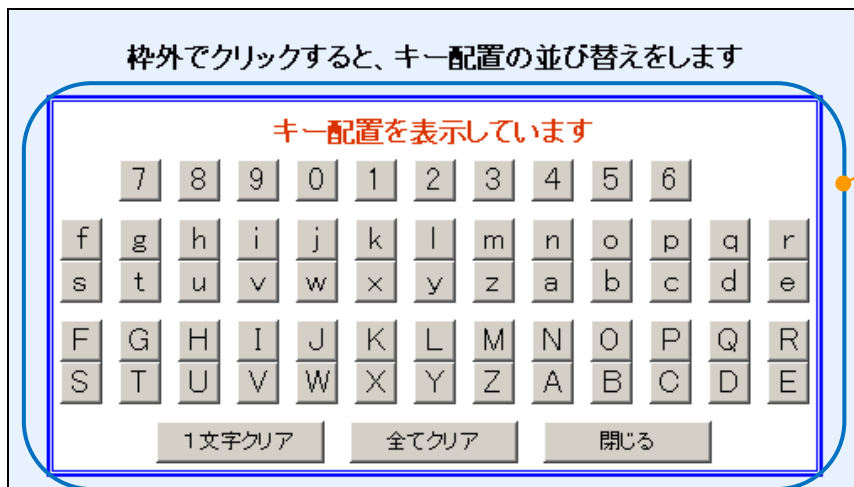 枠外でクリックすると、キー配置の並び替えをします
キー配置を表示しています
7 8 9 0 1 2 3 4 5 6
f g h i j k l m n o p q r
s t u v w x y z a b c d e
F G H I J K L M N O P Q R
S T U V W X Y Z A B C D E
1文字クリア 全てクリア 閉じる